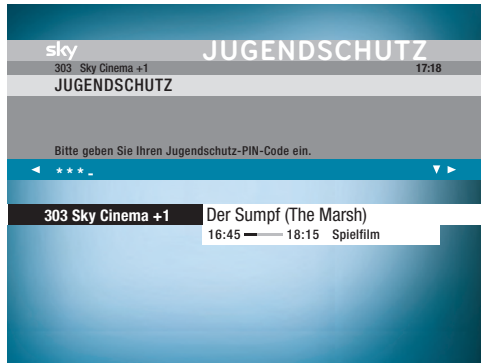 sky JUGENDSCHUTZ
303 Sky Cinema +1 17:18
JUGENDSCHUTZ
Bitte geben Sie Ihren Jugendschutz-PIN-Code ein.
***_
303 Sky Cinema +1 Der Sumpf (The Marsh)
16:45 18:15 Spielfilm